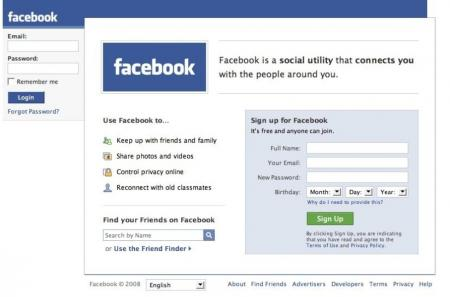 facebook
Email:
Password:
Remember me
Login
Forgot Password?
facebook
Facebook is a social utility that connects you
with the people around you.
Use Facebook to...
Keep up with friends and family
Share photos and videos
Control privacy online
Reconnect with old classmates
Find your Friends on Facebook
Search by Name
or Use the Friend Finder
Sign up for Facebook
It's free and anyone can join.
Full Name:
Your Email:
New Password:
Birthday: Month: Day: Year:
Why do I need to provide this?
Sign Up
By clicking Sign Up, you are indicating
that you have read and agree to the
Terms of Use and Privacy Policy.
Facebook © 2008 English
About Find Friends Advertisers Developers Terms Privacy Help